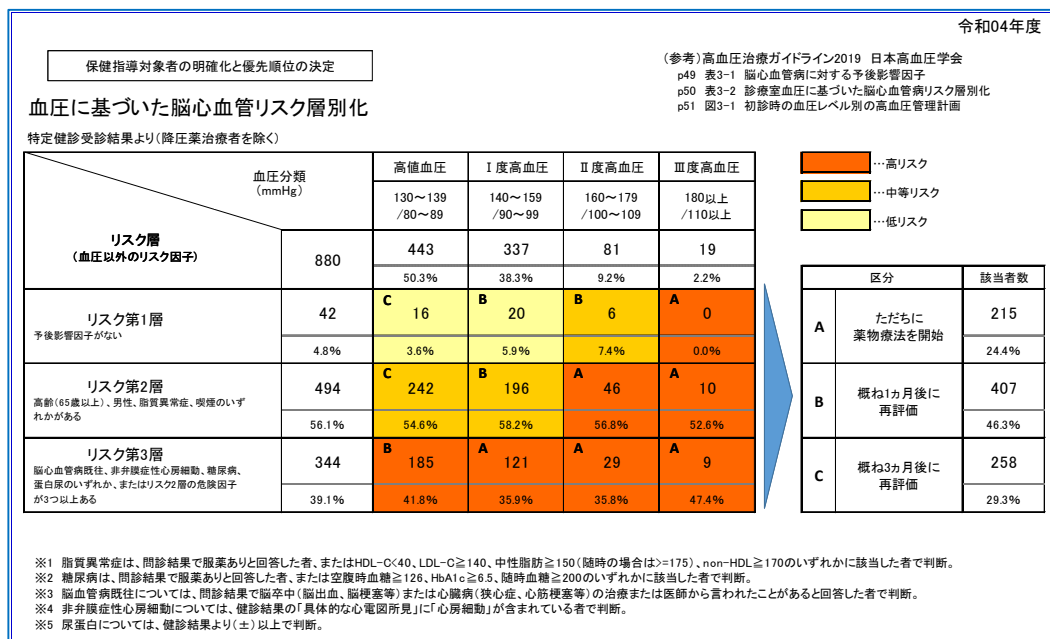 令和04年度
保健指導対象者の明確化と優先順位の決定
(参考)高血圧治療ガイドライン2019 日本高血圧学会
p49 表3-1 脳心血管病に対する予後影響因子
p50 表3-2 診療室血圧に基づいた脳心血管病リスク層別化
p51 図3-1 初診時の血圧レベル別の高血圧管理計画
血圧に基づいた脳心血管リスク層別化
特定健診受診結果より(降圧薬治療者を除く)
血圧分類
(mmHg)
高値血圧 Ⅰ度高血圧 Ⅱ度高血圧 Ⅲ度高血圧
130~139 140~159 160~179 180以上
/80~89 /90~99 /100~109 /110以上
リスク層
(血圧以外のリスク因子)
880 443 337 81 19
50.3% 38.3% 9.2% 2.2%
リスク第1層
予後影響因子がない
42 C 16 B 20 B 6 A 0
4.8% 3.6% 5.9% 7.4% 0.0%
リスク第2層
高齢(65歳以上)、男性、脂質異常症、喫煙のいず
れかがある
494 C 242 B 196 A 46 A 10
56.1% 54.6% 58.2% 56.8% 52.6%
リスク第3層
脳心血管病既往、非弁膜症性心房細動、糖尿病、
蛋白尿のいずれか、またはリスク2層の危険因子
が3つ以上ある
344 B 185 A 121 A 29 A 9
39.1% 41.8% 35.9% 35.8% 47.4%
…高リスク
…中等リスク
…低リスク
区分 該当者数
A ただちに
薬物療法を開始
215
24.4%
B 概ね1ヵ月後に
再評価
407
46.3%
C 概ね3ヵ月後に
再評価
258
29.3%
※1 脂質異常症は、問診結果で服薬ありと回答した者、またはHDL-C<40、LDL-C≧140、中性脂肪≧150(随時の場合は>=175)、non-HDL≧170のいずれかに該当した者で判断。
※2 糖尿病は、問診結果で服薬ありと回答した者、または空腹時血糖≧126、HbA1c≧6.5、随時血糖≧200のいずれかに該当した者で判断。
※3 脳血管病既往については、問診結果で脳卒中(脳出血、脳梗塞等)または心臓病(狭心症、心筋梗塞等)の治療または医師から言われたことがあると回答した者で判断。
※4 非弁膜症性心房細動については、健診結果の「具体的な心電図所見」に「心房細動」が含まれている者で判断。
※5 尿蛋白については、健診結果より(±)以上で判断。